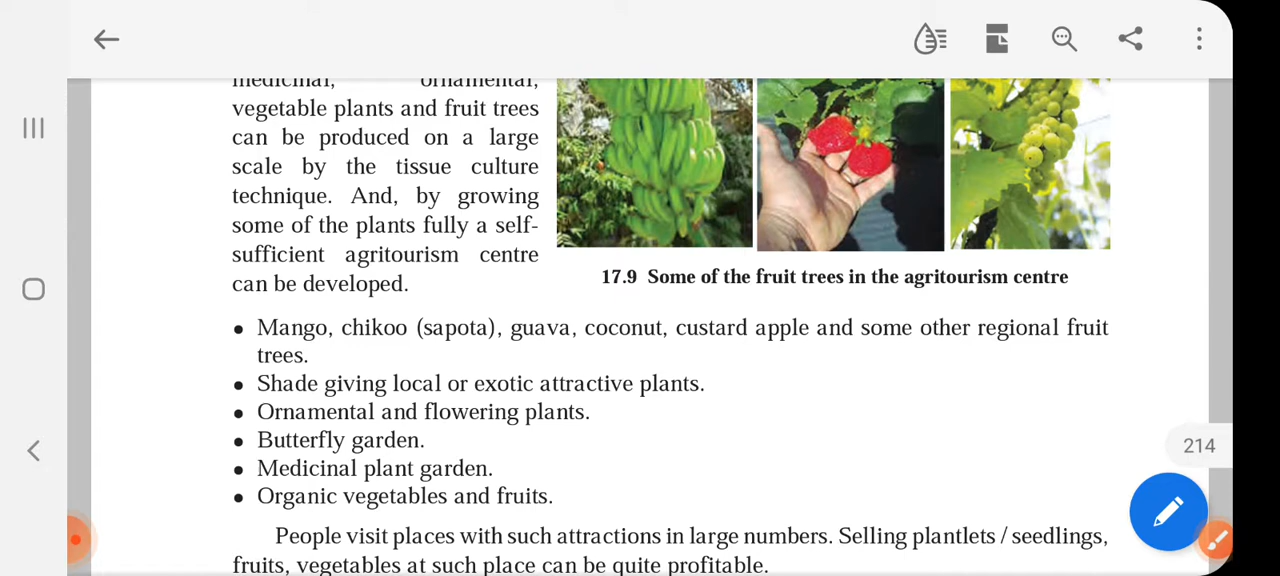 medicinal, ornamental,
vegetable plants and fruit trees
can be produced on a large
scale by the tissue culture
technique. And, by growing
some of the plants fully a self-
sufficient agritourism centre
can be developed.
17.9 Some of the fruit trees in the agritourism centre
● Mango, chikoo (sapota), guava, coconut, custard apple and some other regional fruit
trees.
● Shade giving local or exotic attractive plants.
● Ornamental and flowering plants.
● Butterfly garden.
● Medicinal plant garden.
● Organic vegetables and fruits.
214
People visit places with such attractions in large numbers. Selling plantlets / seedlings,
fruits, vegetables at such place can be quite profitable.